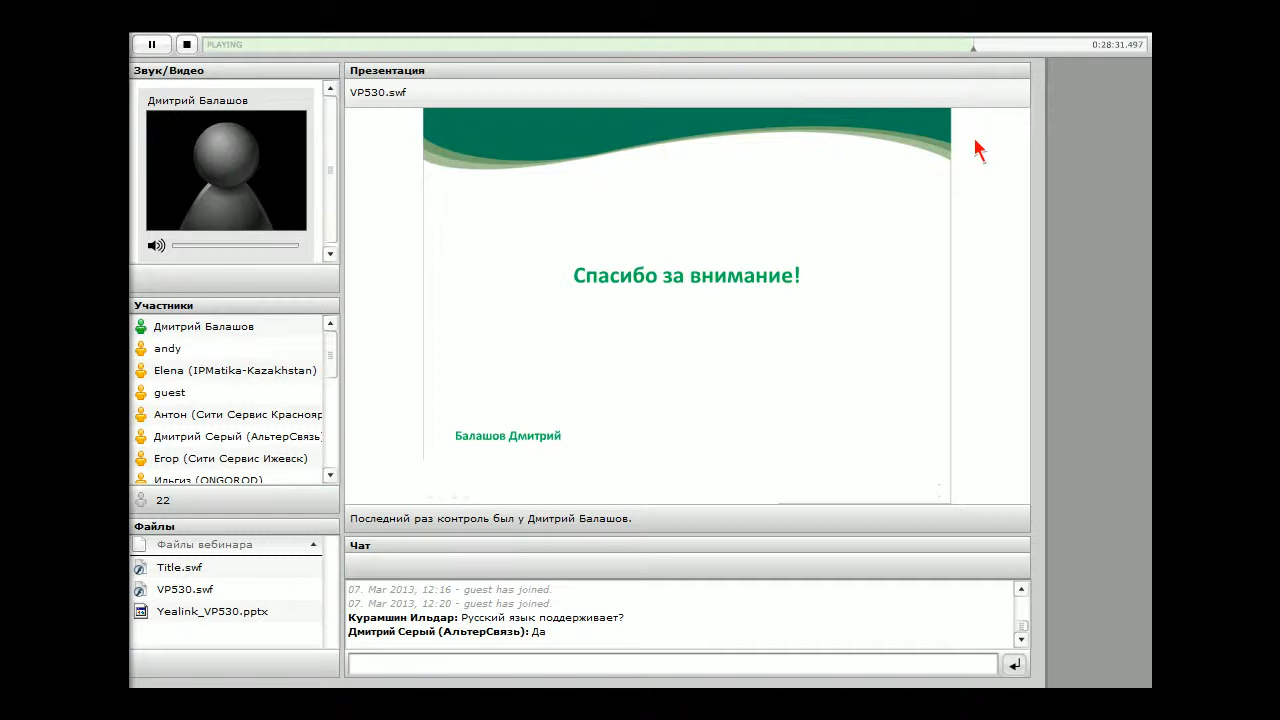 PLAYING
0:28:31.497
Звук/Видео
Дмитрий Балашов
Участники
Дмитрий Балашов
andy
Elena (IPMatika-Kazakhstan)
guest
Антон (Сити Сервис Краснояр
Дмитрий Серый (АльтерСвязь)
Егор (Сити Сервис Ижевск)
Ильгиз (ONGOROD)
22
Файлы
Файлы вебинара
Title.swf
VP530.swf
Yealink_VP530.pptx
Презентация
VP530.swf
Спасибо за внимание!
Балашов Дмитрий
Последний раз контроль был у Дмитрий Балашов.
Чат
07. Mar 2013, 12:16 - guest has joined.
07. Mar 2013, 12:20 - guest has joined.
Курамшин Ильдар: Русский язык поддерживает?
Дмитрий Серый (АльтерСвязь): Да